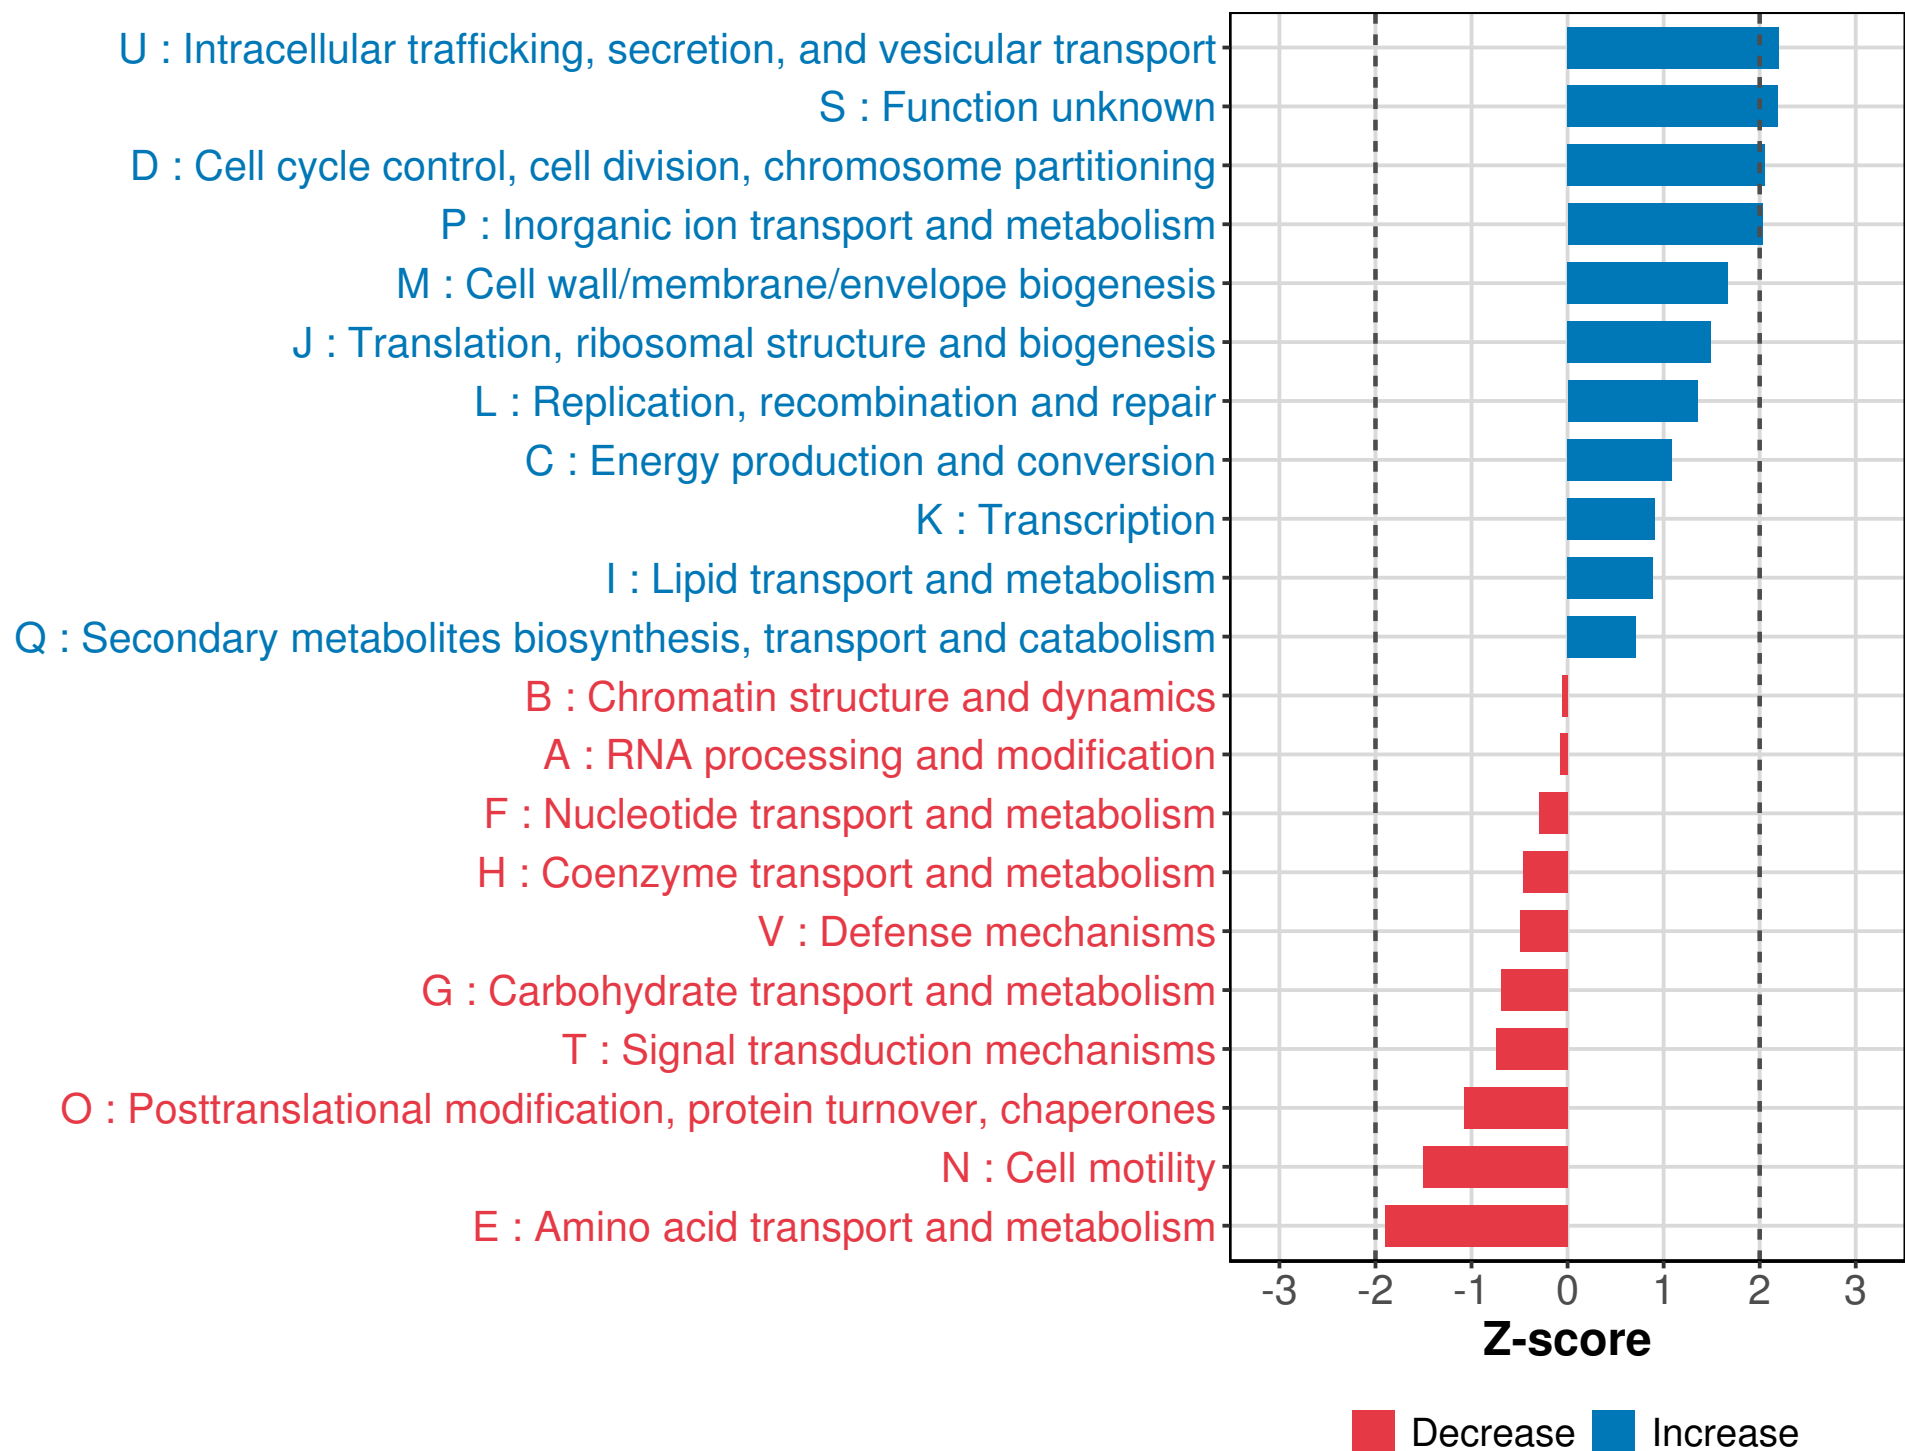 U : Intracellular trafficking, secretion, and vesicular transport
S : Function unknown
D : Cell cycle control, cell division, chromosome partitioning
P : Inorganic ion transport and metabolism
M : Cell wall/membrane/envelope biogenesis
J : Translation, ribosomal structure and biogenesis
L : Replication, recombination and repair
C : Energy production and conversion
K : Transcription
I : Lipid transport and metabolism
Q : Secondary metabolites biosynthesis, transport and catabolism
B : Chromatin structure and dynamics
A : RNA processing and modification
F : Nucleotide transport and metabolism
H : Coenzyme transport and metabolism
V : Defense mechanisms
G : Carbohydrate transport and metabolism
T : Signal transduction mechanisms
O : Posttranslational modification, protein turnover, chaperones
N : Cell motility
E : Amino acid transport and metabolism
-3 -2 -1 0 1 2 3
Z-score
Decrease Increase